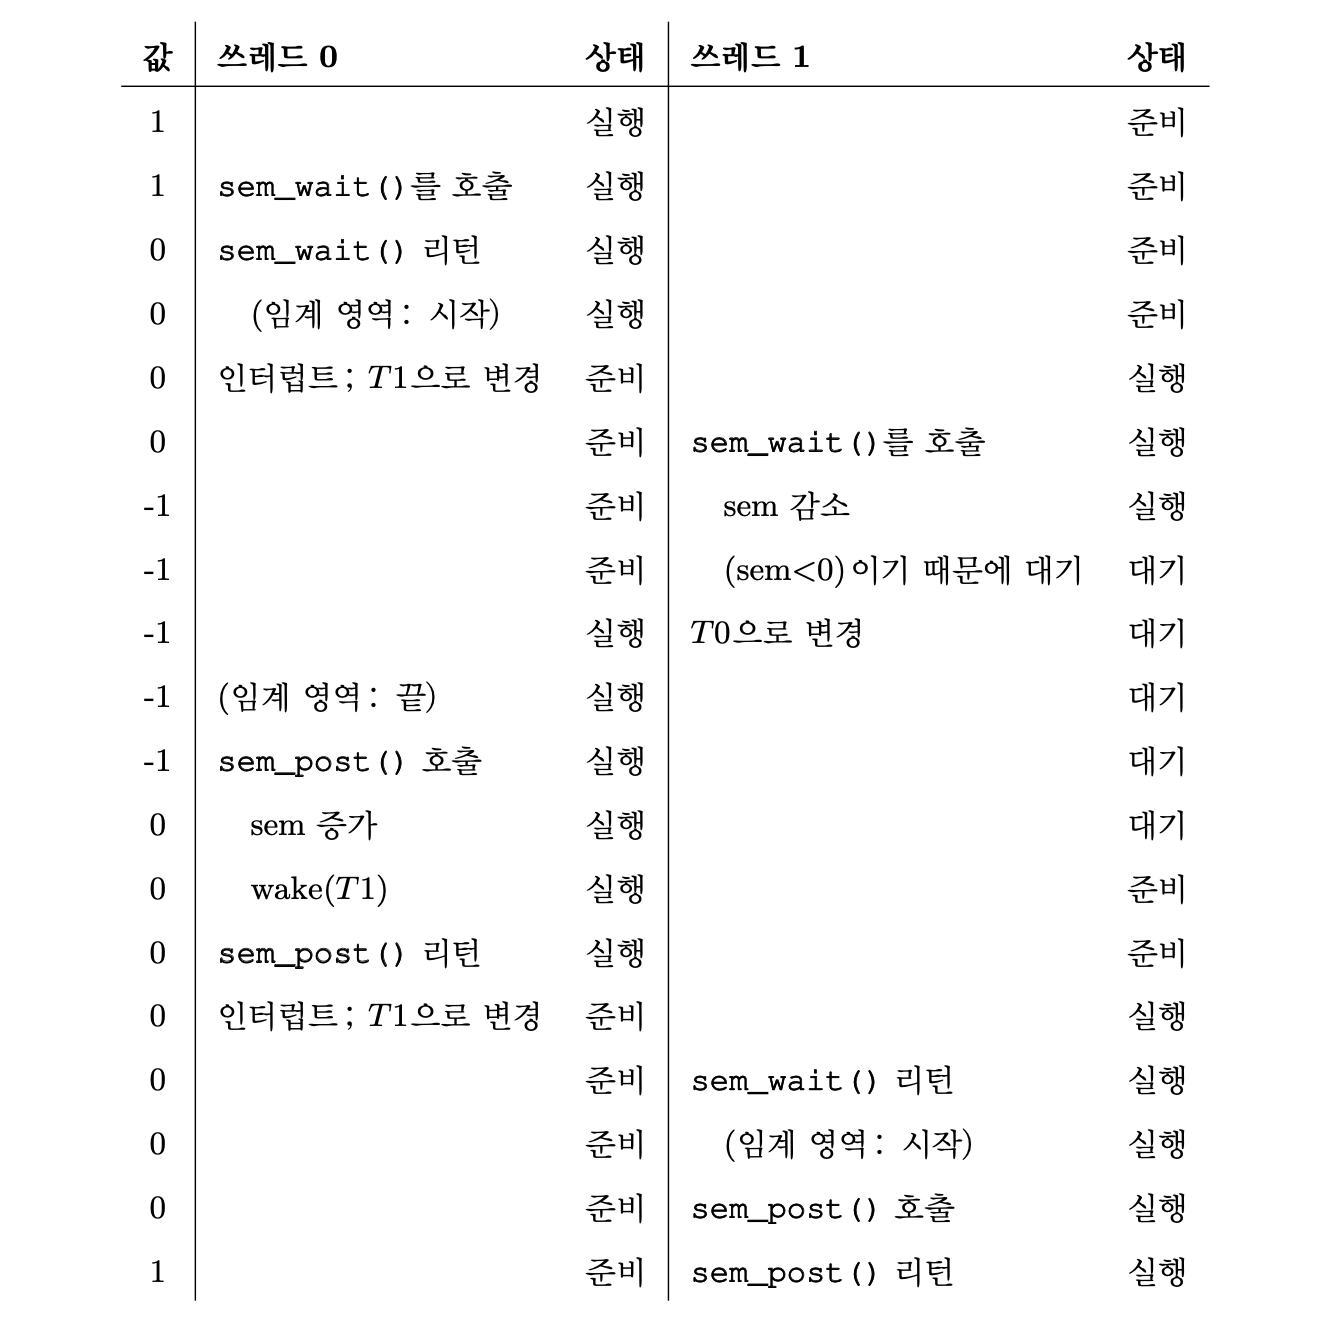 값 쓰레드 0 상태 쓰레드 1 상태
1 실행 준비
1 sem_wait()를 호출 실행 준비
0 sem_wait() 리턴 실행 준비
0 (임계 영역: 시작) 실행 준비
0 인터럽트; T1으로 변경 준비 실행
0 준비 sem_wait()를 호출 실행
-1 준비 sem 감소 실행
-1 준비 (sem<0)이기 때문에 대기 대기
-1 실행 T0으로 변경 대기
-1 (임계 영역: 끝) 실행 대기
-1 sem_post() 호출 실행 대기
0 sem 증가 실행 대기
0 wake(T1) 실행 준비
0 sem_post() 리턴 실행 준비
0 인터럽트; T1으로 변경 준비 실행
0 준비 sem_wait() 리턴 실행
0 준비 (임계 영역: 시작) 실행
0 준비 sem_post() 호출 실행
1 준비 sem_post() 리턴 실행